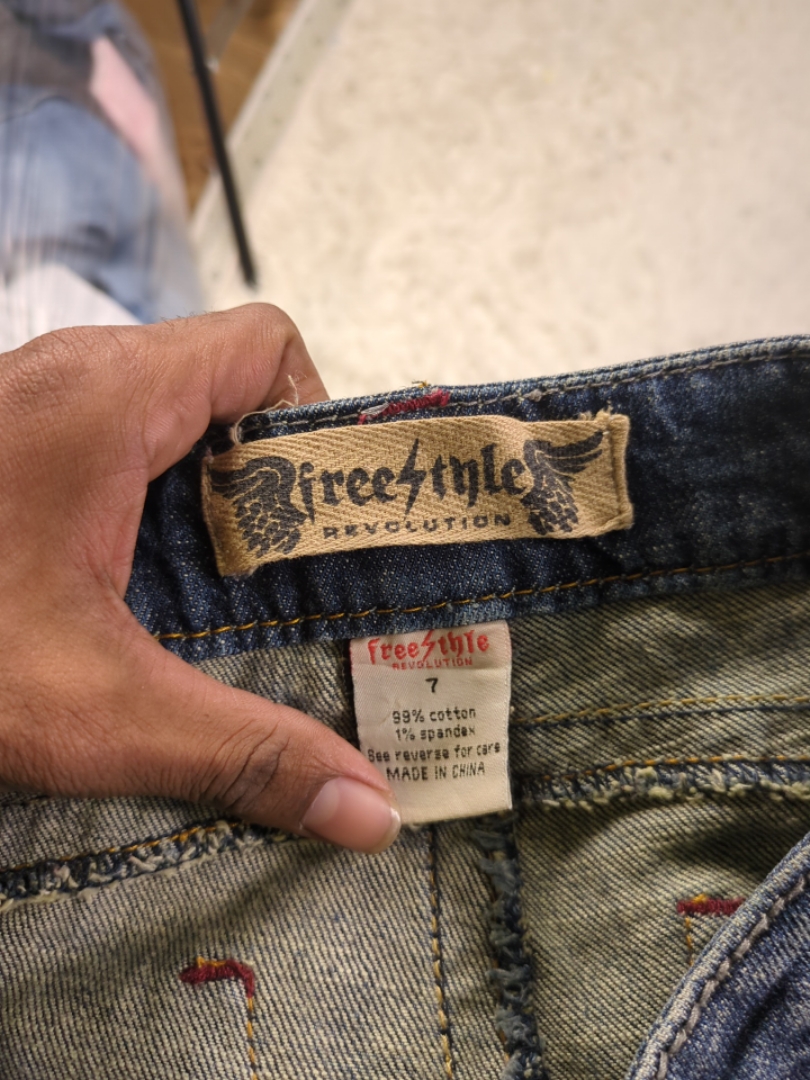 freestyle
REVOLUTION
freestyle
REVOLUTION
7
99% cotton
1% spandex
See reverse for care
MADE IN CHINA